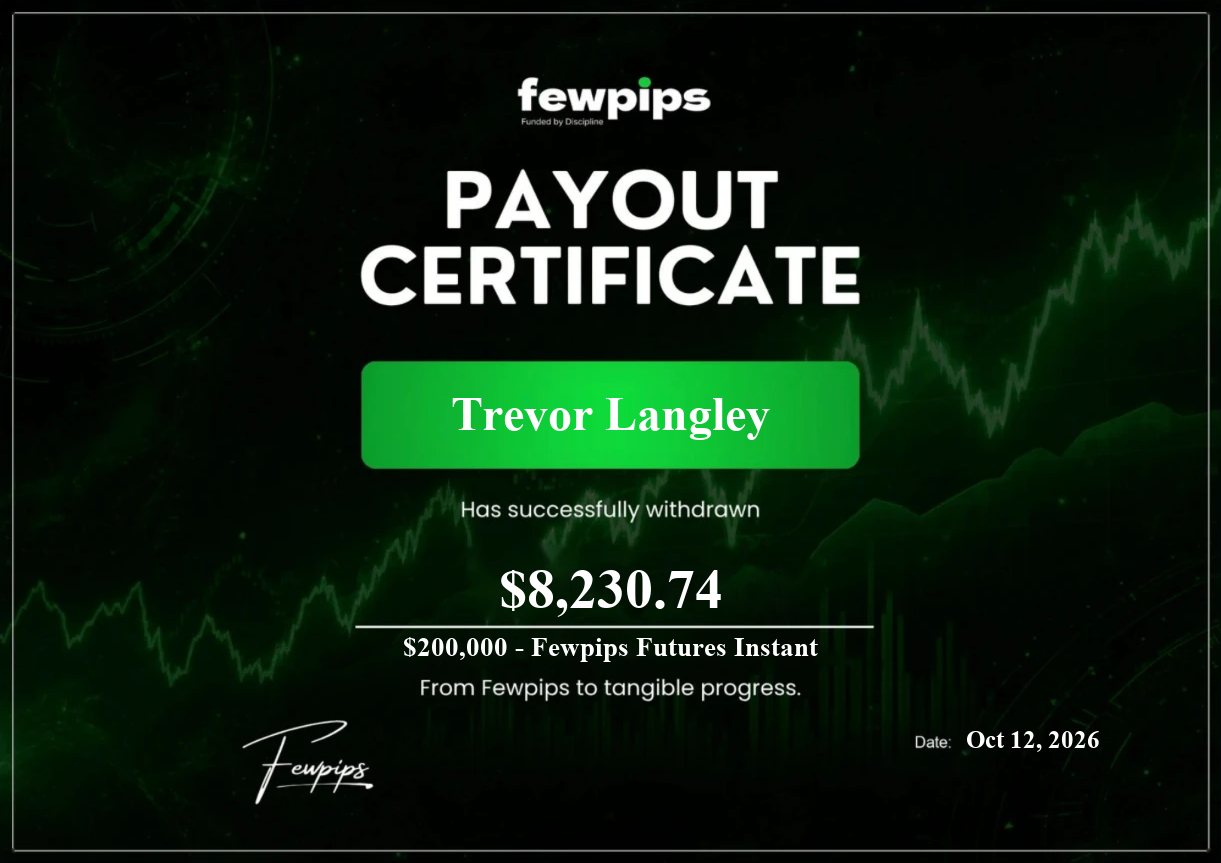 fewpips
Funded by Discipline
PAYOUT
CERTIFICATE
Trevor Langley
Has successfully withdrawn
$8,230.74
$200,000 - Fewpips Futures Instant
From Fewpips to tangible progress.
Fewpips
Date: Oct 12, 2026